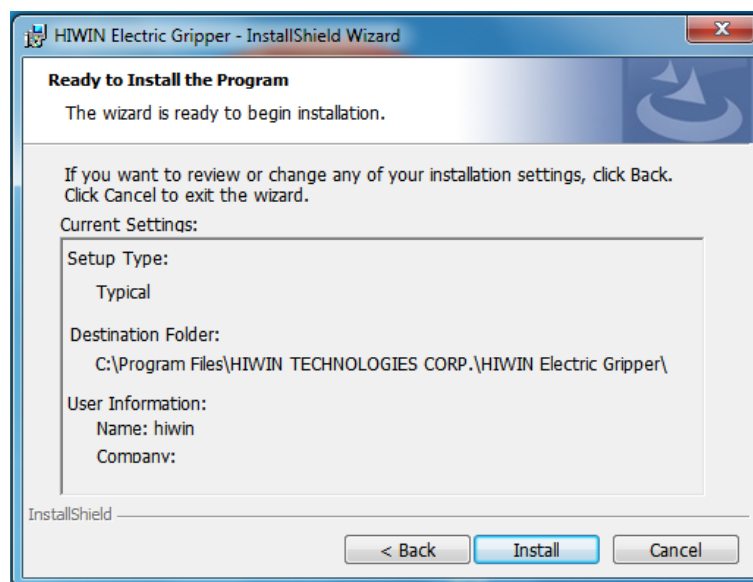 HIWIN Electric Gripper - InstallShield Wizard
Ready to Install the Program
The wizard is ready to begin installation.
If you want to review or change any of your installation settings, click Back.
Click Cancel to exit the wizard.
Current Settings:
Setup Type:
Typical
Destination Folder:
C:\Program Files\HIWIN TECHNOLOGIES CORP.\HIWIN Electric Gripper\
User Information:
Name: hiwin
Company:
InstallShield
< Back
Install
Cancel